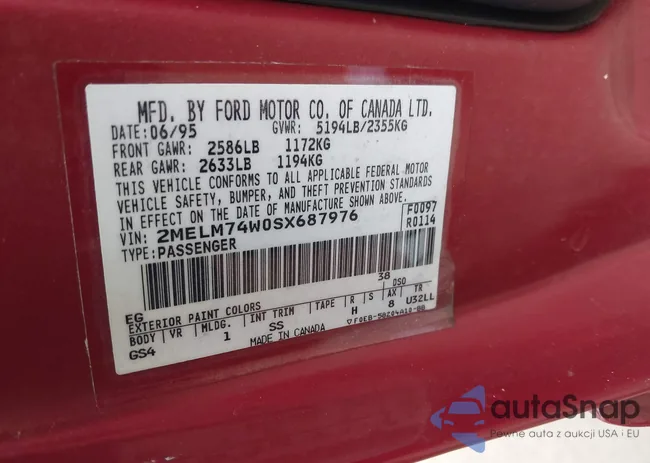 MFD. BY FORD MOTOR CO. OF CANADA LTD.
DATE: 06/95 GVWR: 5194LB/2355KG
FRONT GAWR: 2586LB 1172KG
REAR GAWR: 2633LB 1194KG
THIS VEHICLE CONFORMS TO ALL APPLICABLE FEDERAL MOTOR
VEHICLE SAFETY, BUMPER, AND THEFT PREVENTION STANDARDS
IN EFFECT ON THE DATE OF MANUFACTURE SHOWN ABOVE.
VIN: 2MELM74W0SX687976 F0097
TYPE: PASSENGER R0114
38
EG DSO
EXTERIOR PAINT COLORS
BODY VR MLDG. INT TRIM TAPE R S AX TR
GS4 1 SS H 8 U32LL
MADE IN CANADA
autaSnap
Pewne auta z aukcji USA i EU